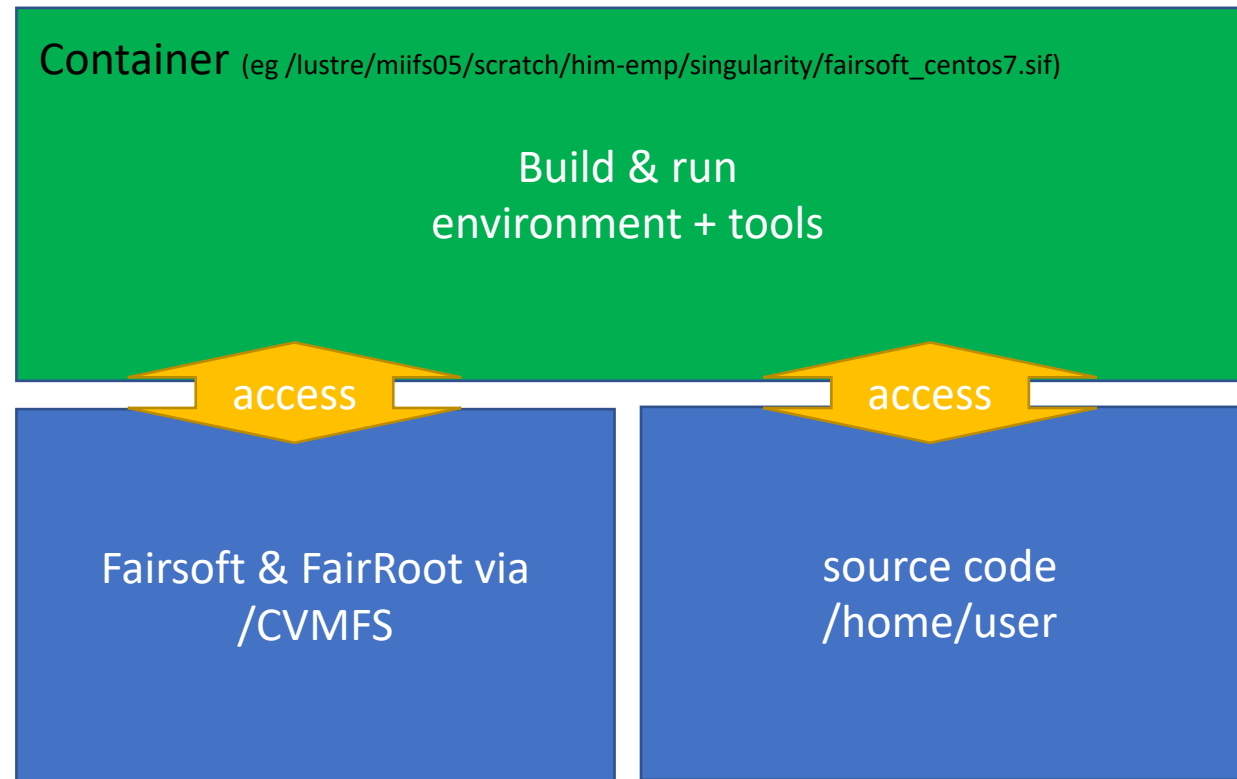 Container (eg /lustre/miifs05/scratch/him-emp/singularity/fairsoft_centos7.sif)
Build & run
environment + tools
access
access
Fairsoft & FairRoot via
/CVMFS
source code
/home/user